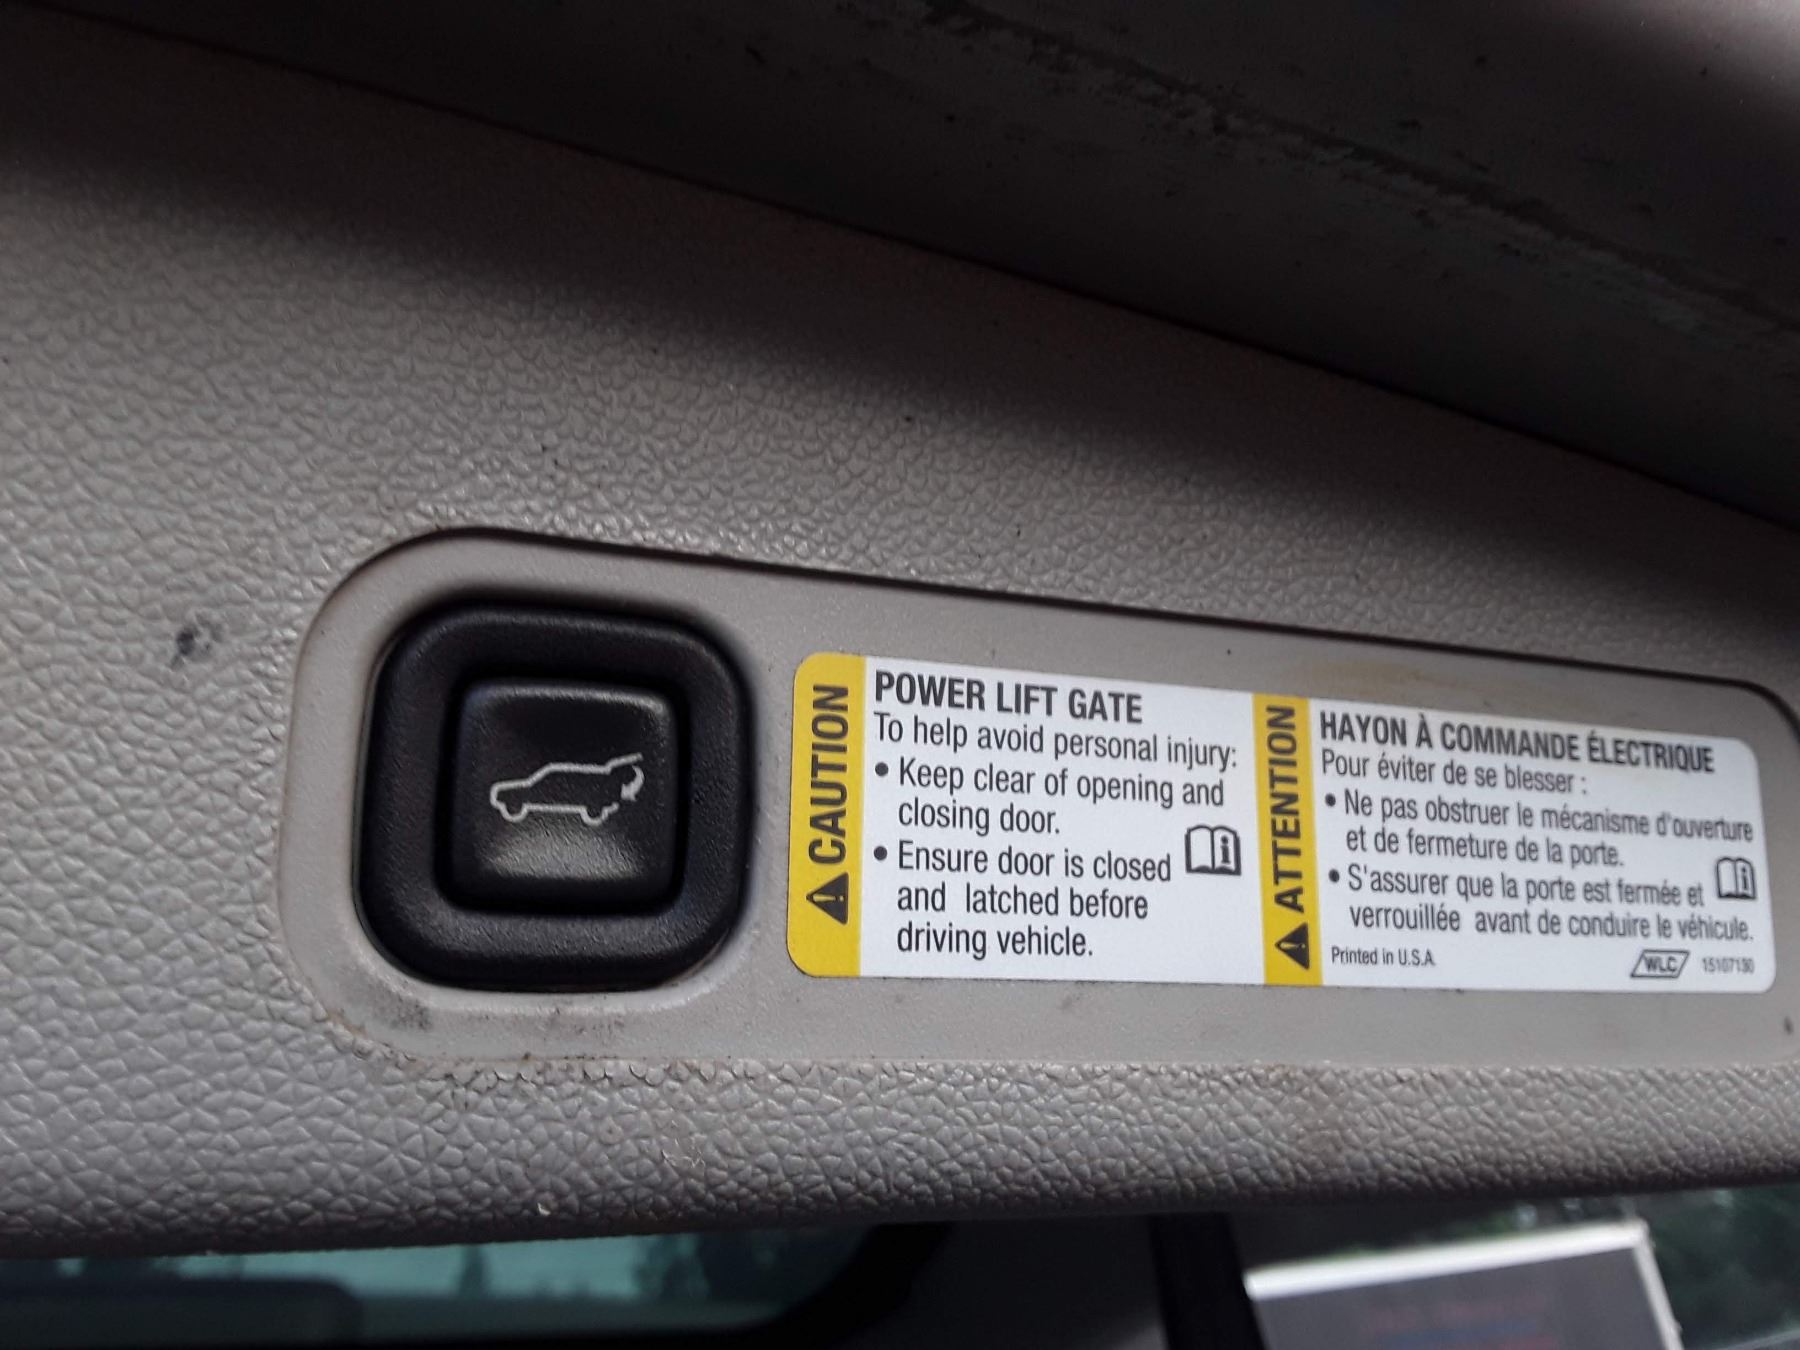 CAUTION
POWER LIFT GATE
To help avoid personal injury:
• Keep clear of opening and
closing door.
• Ensure door is closed
and latched before
driving vehicle.
ATTENTION
HAYON À COMMANDE ÉLECTRIQUE
Pour éviter de se blesser :
• Ne pas obstruer le mécanisme d'ouverture
et de fermeture de la porte.
• S'assurer que la porte est fermée et
verrouillée avant de conduire le véhicule.
Printed in U.S.A.
WLC 15107130